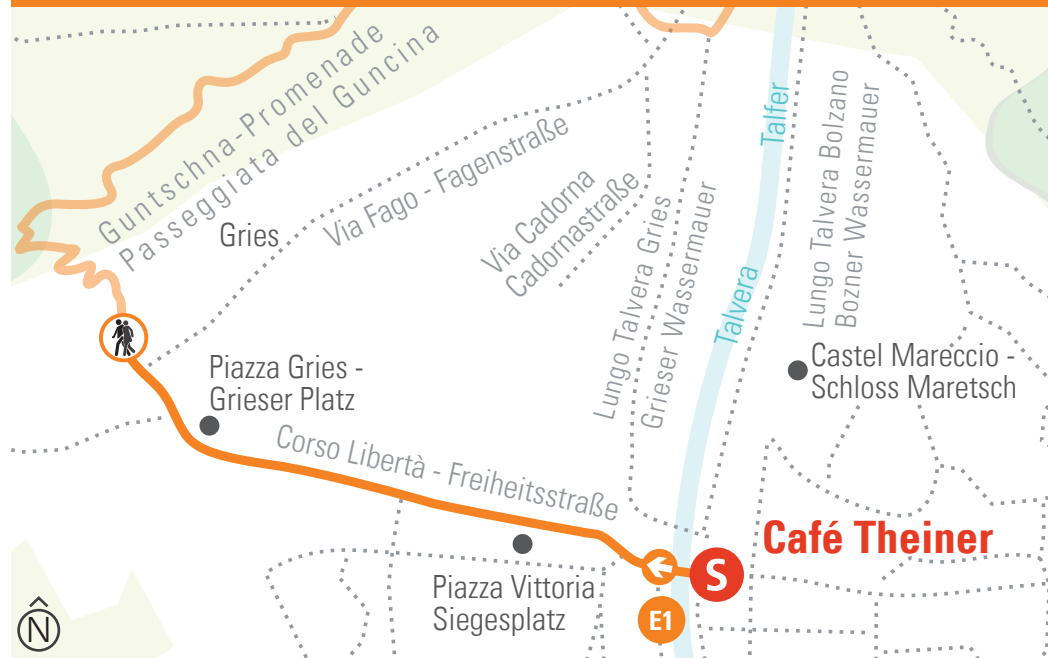 Guntschna-Promenade
Passeggiata del Guncina
Gries
Via Fago - Fagenstraße
Via Cadorna
Cadornastraße
Lungo Talvera Gries
Grieser Wassermauer
Talfer
Talvera
Lungo Talvera Bolzano
Bozner Wassermauer
Castel Mareccio -
Schloss Maretsch
Piazza Gries -
Grieser Platz
Corso Libertà - Freiheitsstraße
Café Theiner
S
E1
Piazza Vittoria
Siegesplatz
N